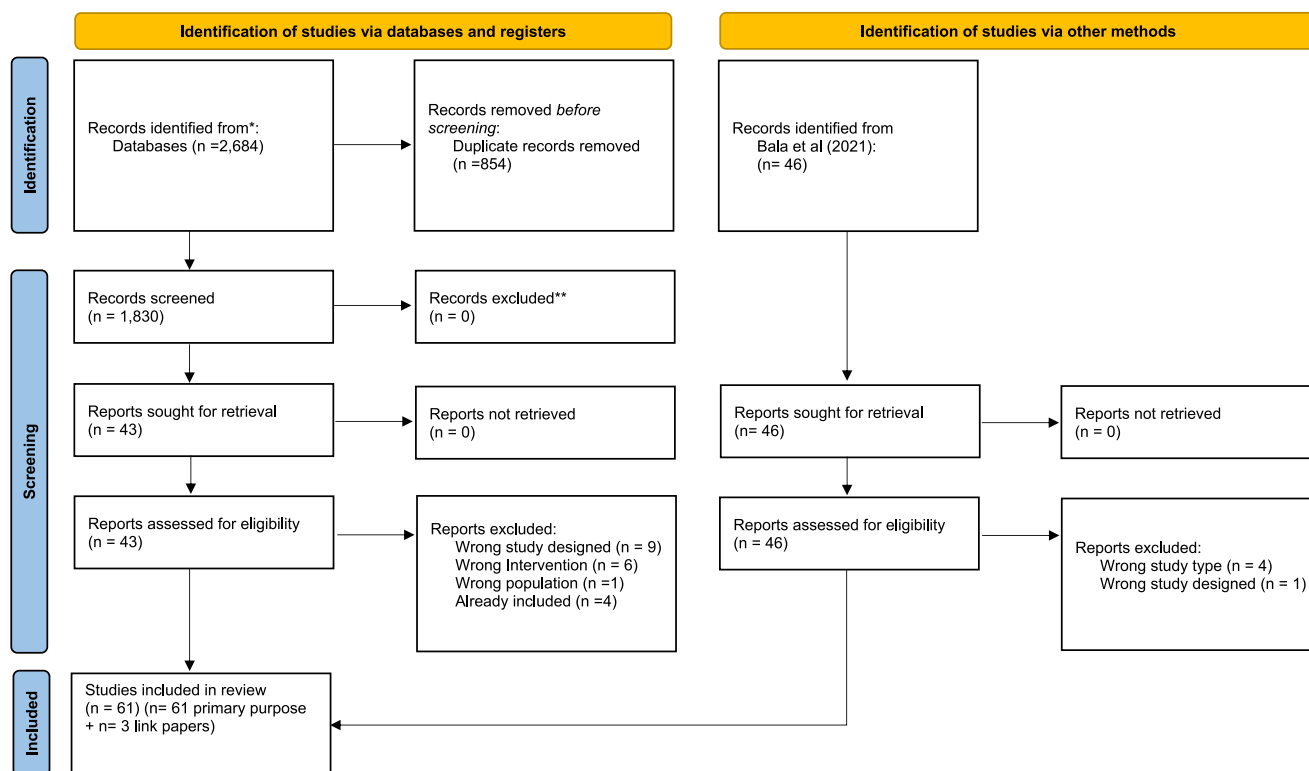 Identification of studies via databases and registers
Identification of studies via other methods
Identification
Records identified from*:
Databases (n =2,684)
Records removed before
screening:
Duplicate records removed
(n =854)
Records identified from
Bala et al (2021):
(n= 46)
Screening
Records screened
(n = 1,830)
Records excluded**
(n = 0)
Reports sought for retrieval
(n = 43)
Reports not retrieved
(n = 0)
Reports sought for retrieval
(n= 46)
Reports not retrieved
(n = 0)
Reports assessed for eligibility
(n = 43)
Reports excluded:
Wrong study designed (n = 9)
Wrong Intervention (n = 6)
Wrong population (n =1)
Already included (n =4)
Reports assessed for eligibility
(n = 46)
Reports excluded:
Wrong study type (n = 4)
Wrong study designed (n = 1)
Included
Studies included in review
(n = 61) (n= 61 primary purpose
+ n= 3 link papers)